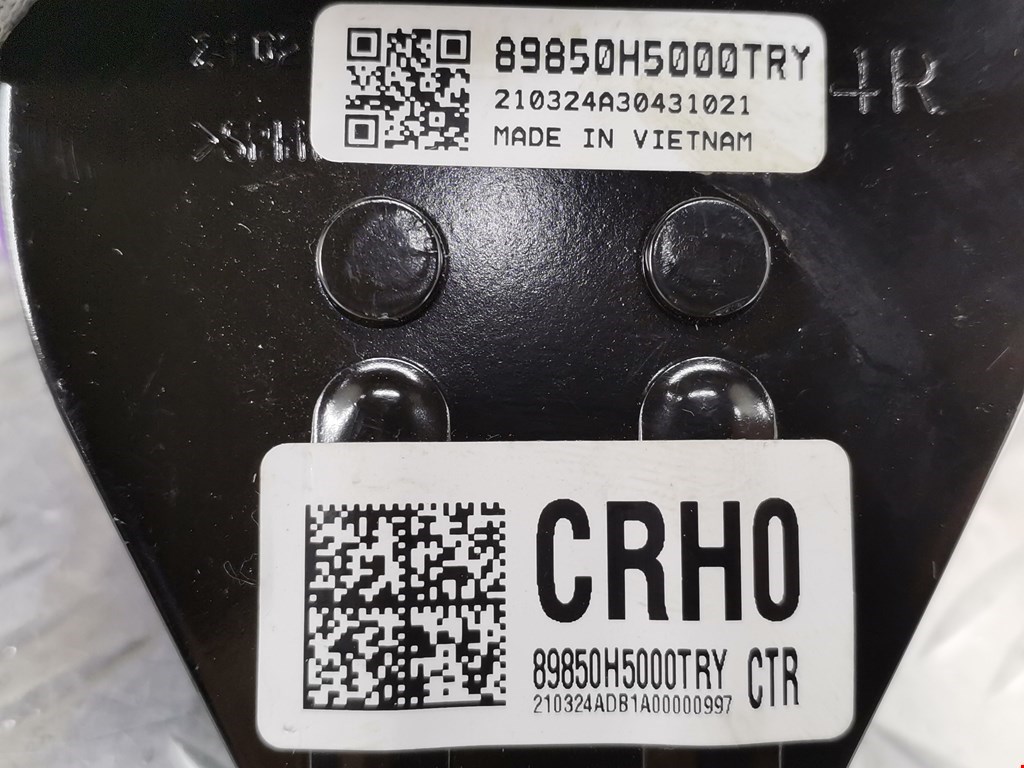 89850H5000TRY
210324A30431021
MADE IN VIETNAM
4R
CRH0
89850H5000TRY CTR
210324ADB1A00000997